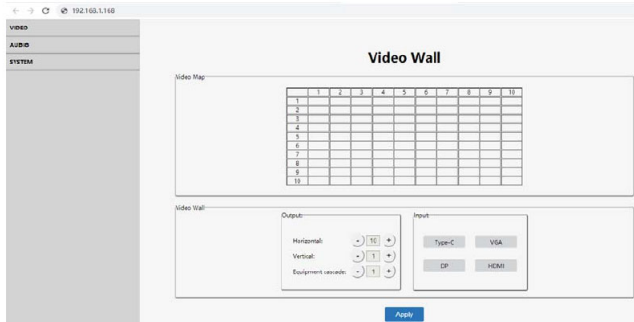 192.168.1.168
VIDEO
AUDIO
SYSTEM
Video Wall
Video Map
1 2 3 4 5 6 7 8 9 10
1
2
3
4
5
6
7
8
9
10
Video Wall
Output:
Horizontal: - 10 +
Vertical: - 1 +
Equipment cascade: - 1 +
Input:
Type-C VGA
DP HDMI
Apply